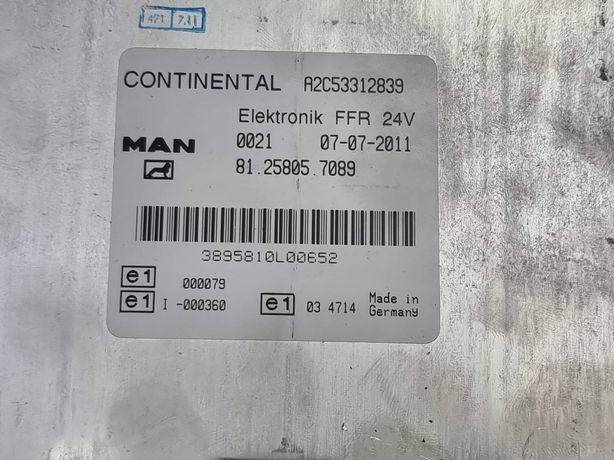 CONTINENTAL A2C53312839
Elektronik FFR 24V
MAN 0021 07-07-2011
81.25805.7089
3895810L00652
e1 000079
e1 I -000360 e1 03 4714 Made in
Germany